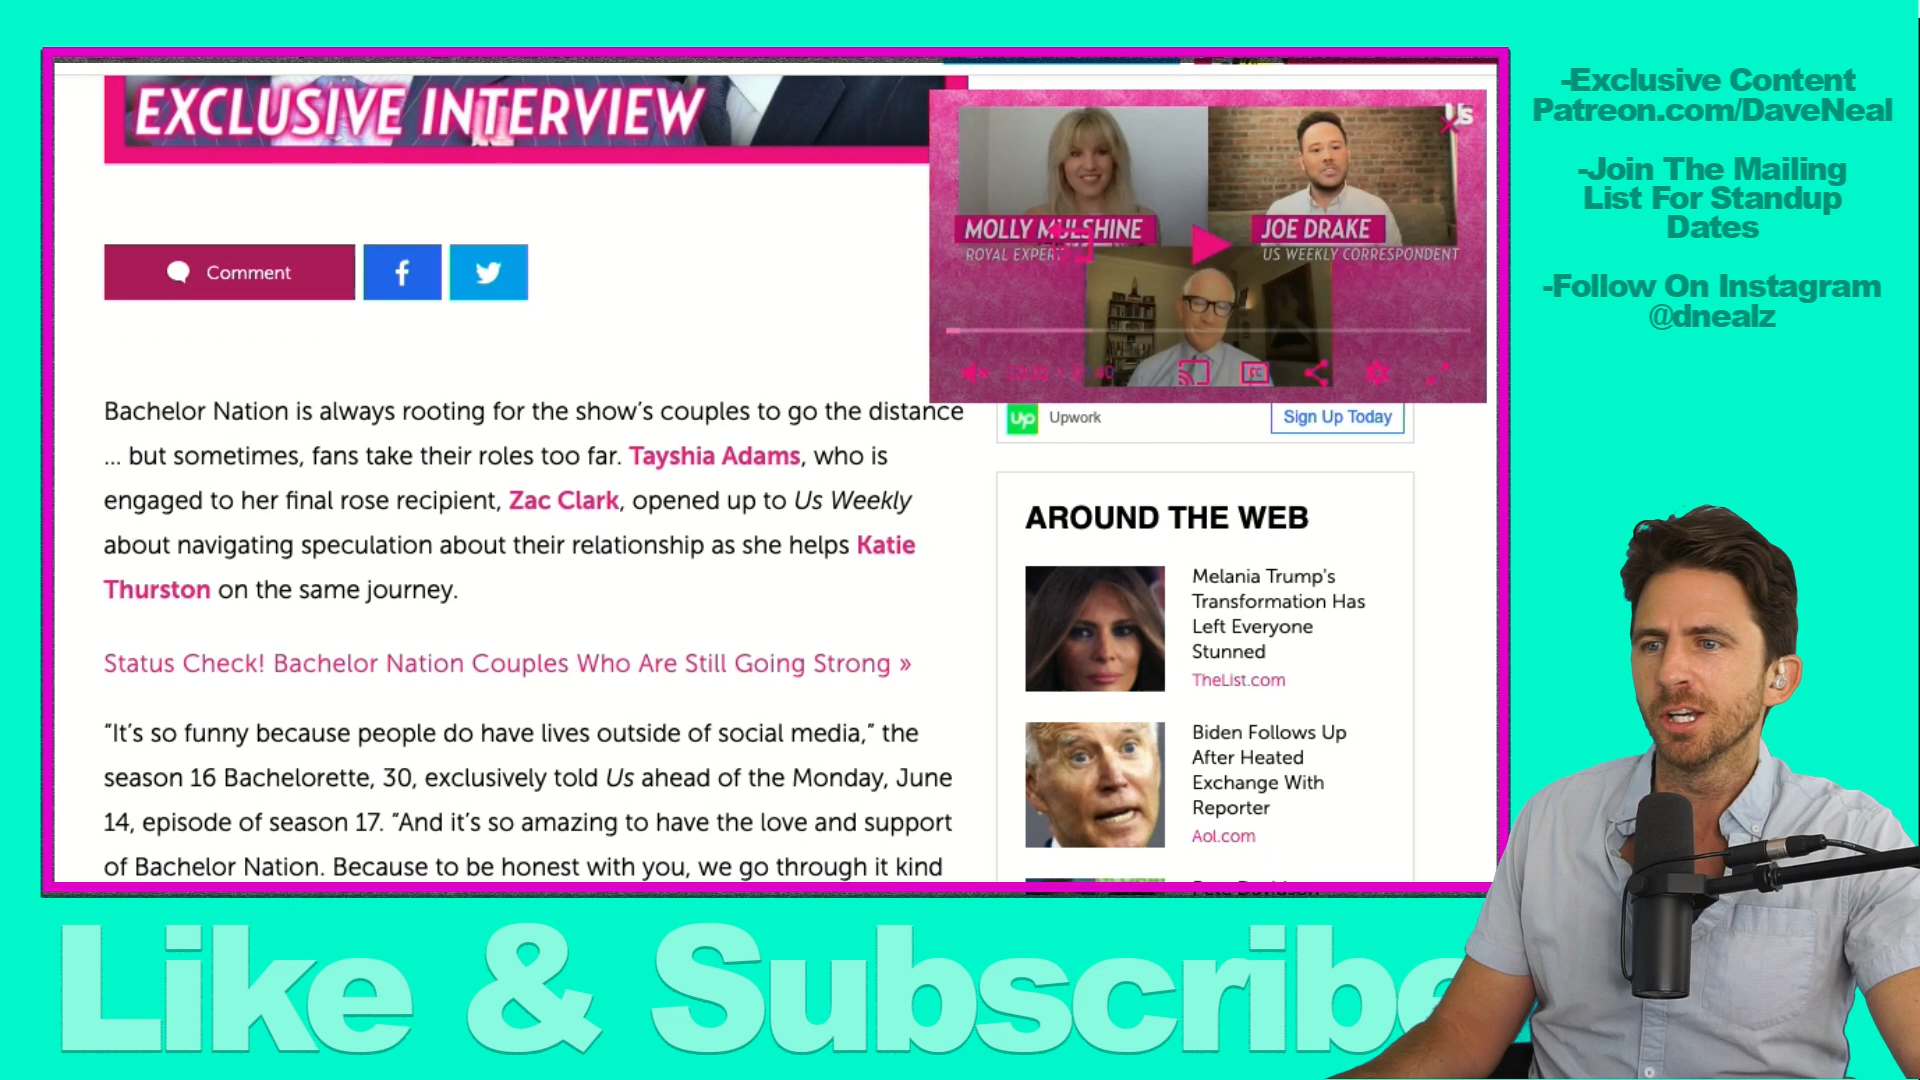 EXCLUSIVE INTERVIEW
Comment
Us
MOLLY MULSHINE
ROYAL EXPERT
JOE DRAKE
US WEEKLY CORRESPONDENT
CC
Up Upwork
Sign Up Today
Bachelor Nation is always rooting for the show’s couples to go the distance
... but sometimes, fans take their roles too far. Tayshia Adams, who is
engaged to her final rose recipient, Zac Clark, opened up to Us Weekly
about navigating speculation about their relationship as she helps Katie
Thurston on the same journey.
Status Check! Bachelor Nation Couples Who Are Still Going Strong »
“It’s so funny because people do have lives outside of social media,” the
season 16 Bachelorette, 30, exclusively told Us ahead of the Monday, June
14, episode of season 17. “And it’s so amazing to have the love and support
of Bachelor Nation. Because to be honest with you, we go through it kind
AROUND THE WEB
Melania Trump's
Transformation Has
Left Everyone
Stunned
TheList.com
Biden Follows Up
After Heated
Exchange With
Reporter
Aol.com
-Exclusive Content
Patreon.com/DaveNeal
-Join The Mailing
List For Standup
Dates
-Follow On Instagram
@dnealz
Like & Subscribe